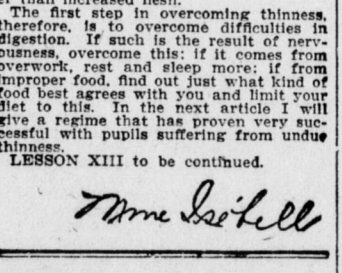 er than increased flesh.
The first step in overcoming thinness,
therefore, is to overcome difficulties in
digestion. If such is the result of nerv-
ousness, overcome this; if it comes from
overwork, rest and sleep more; if from
improper food, find out just what kind of
food best agrees with you and limit your
diet to this. In the next article I will
give a regime that has proven very suc-
cessful with pupils suffering from undue
thinness.
LESSON XIII to be continued.
Mme Isébell